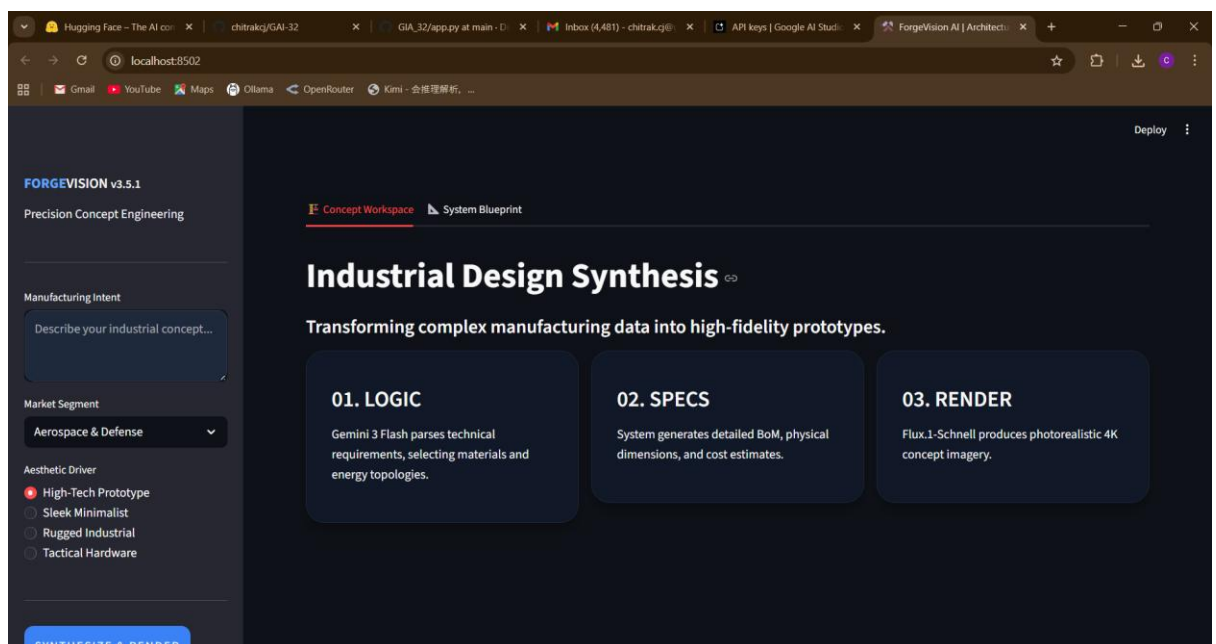 Hugging Face – The AI con
chitrakcj/GAI-32
GIA_32/app.py at main · D
Inbox (4,481) - chitrak.cj@
API keys | Google AI Studio
ForgeVision AI | Architectu
localhost:8502
Gmail
YouTube
Maps
Ollama
OpenRouter
Kimi - 会推理解析, ...
Deploy
FORGEVISION v3.5.1
Precision Concept Engineering
Manufacturing Intent
Describe your industrial concept...
Market Segment
Aerospace & Defense
Aesthetic Driver
High-Tech Prototype
Sleek Minimalist
Rugged Industrial
Tactical Hardware
SYNTHESIZE & RENDER
Concept Workspace
System Blueprint
Industrial Design Synthesis
Transforming complex manufacturing data into high-fidelity prototypes.
01. LOGIC
Gemini 3 Flash parses technical
requirements, selecting materials and
energy topologies.
02. SPECS
System generates detailed BoM, physical
dimensions, and cost estimates.
03. RENDER
Flux.1-Schnell produces photorealistic 4K
concept imagery.